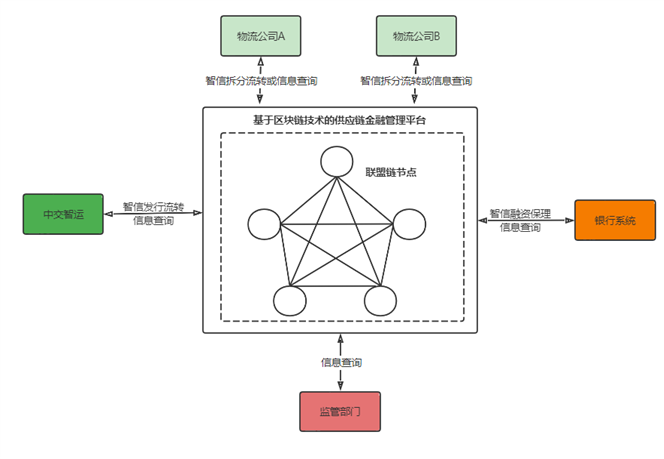 物流公司A
物流公司B
智信拆分流转或信息查询
智信拆分流转或信息查询
基于区块链技术的供应链金融管理平台
联盟链节点
中交智运
智信发行流转
信息查询
智信融资保理
信息查询
银行系统
信息查询
监管部门